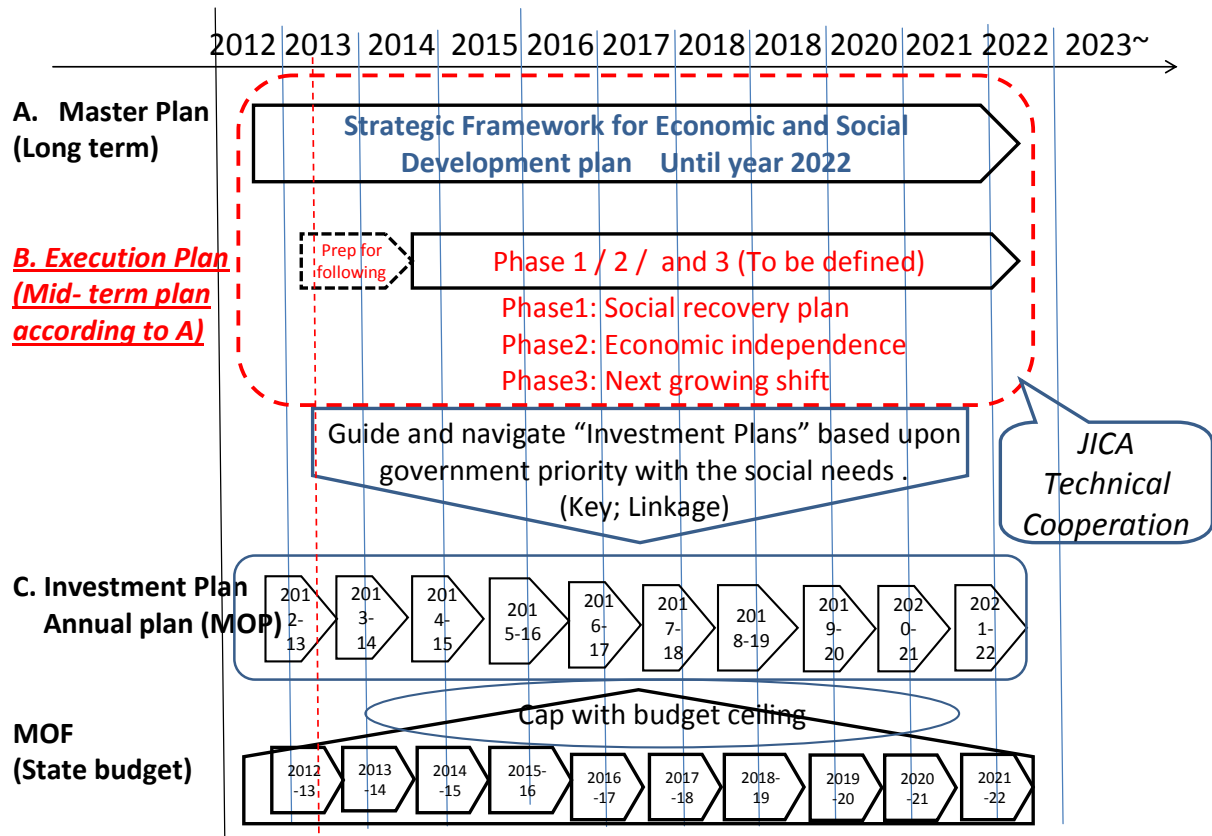 2012 2013 2014 2015 2016 2017 2018 2018 2020 2021 2022 2023~
A. Master Plan
(Long term)
Strategic Framework for Economic and Social
Development plan Until year 2022
B. Execution Plan
(Mid- term plan
according to A)
Prep for
following
Phase 1 / 2 / and 3 (To be defined)
Phase1: Social recovery plan
Phase2: Economic independence
Phase3: Next growing shift
Guide and navigate “Investment Plans” based upon
government priority with the social needs .
(Key; Linkage)
JICA
Technical
Cooperation
C. Investment Plan
Annual plan (MOP)
201
2-
13
201
3-
14
201
4-
15
201
5-16
201
6-
17
201
7-
18
201
8-19
201
9-
20
202
0-
21
202
1-
22
Cap with budget ceiling
MOF
(State budget)
2012
-13
2013
-14
2014
-15
2015-
16
2016
-17
2017
-18
2018-
19
2019
-20
2020
-21
2021
-22